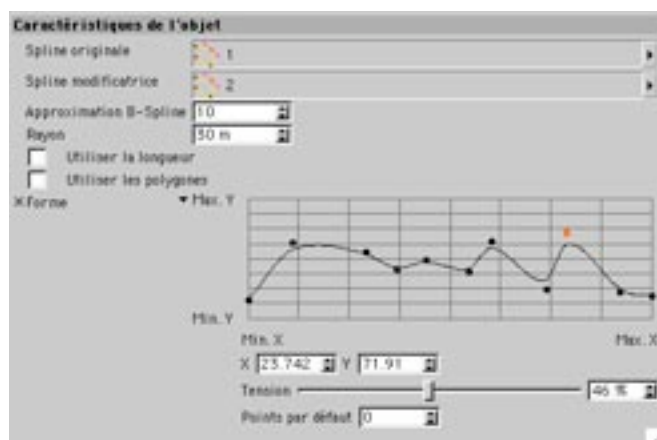 Caractéristiques de l'objet
Spline originale 1
Spline modificatrice 2
Approximation B-Spline 10
Rayon 50 m
Utiliser la longueur
Utiliser les polygones
Forme Max. Y
Min. Y
Min. X Max. X
X 23.742 Y 71.91
Tension 46 %
Points par défaut 0